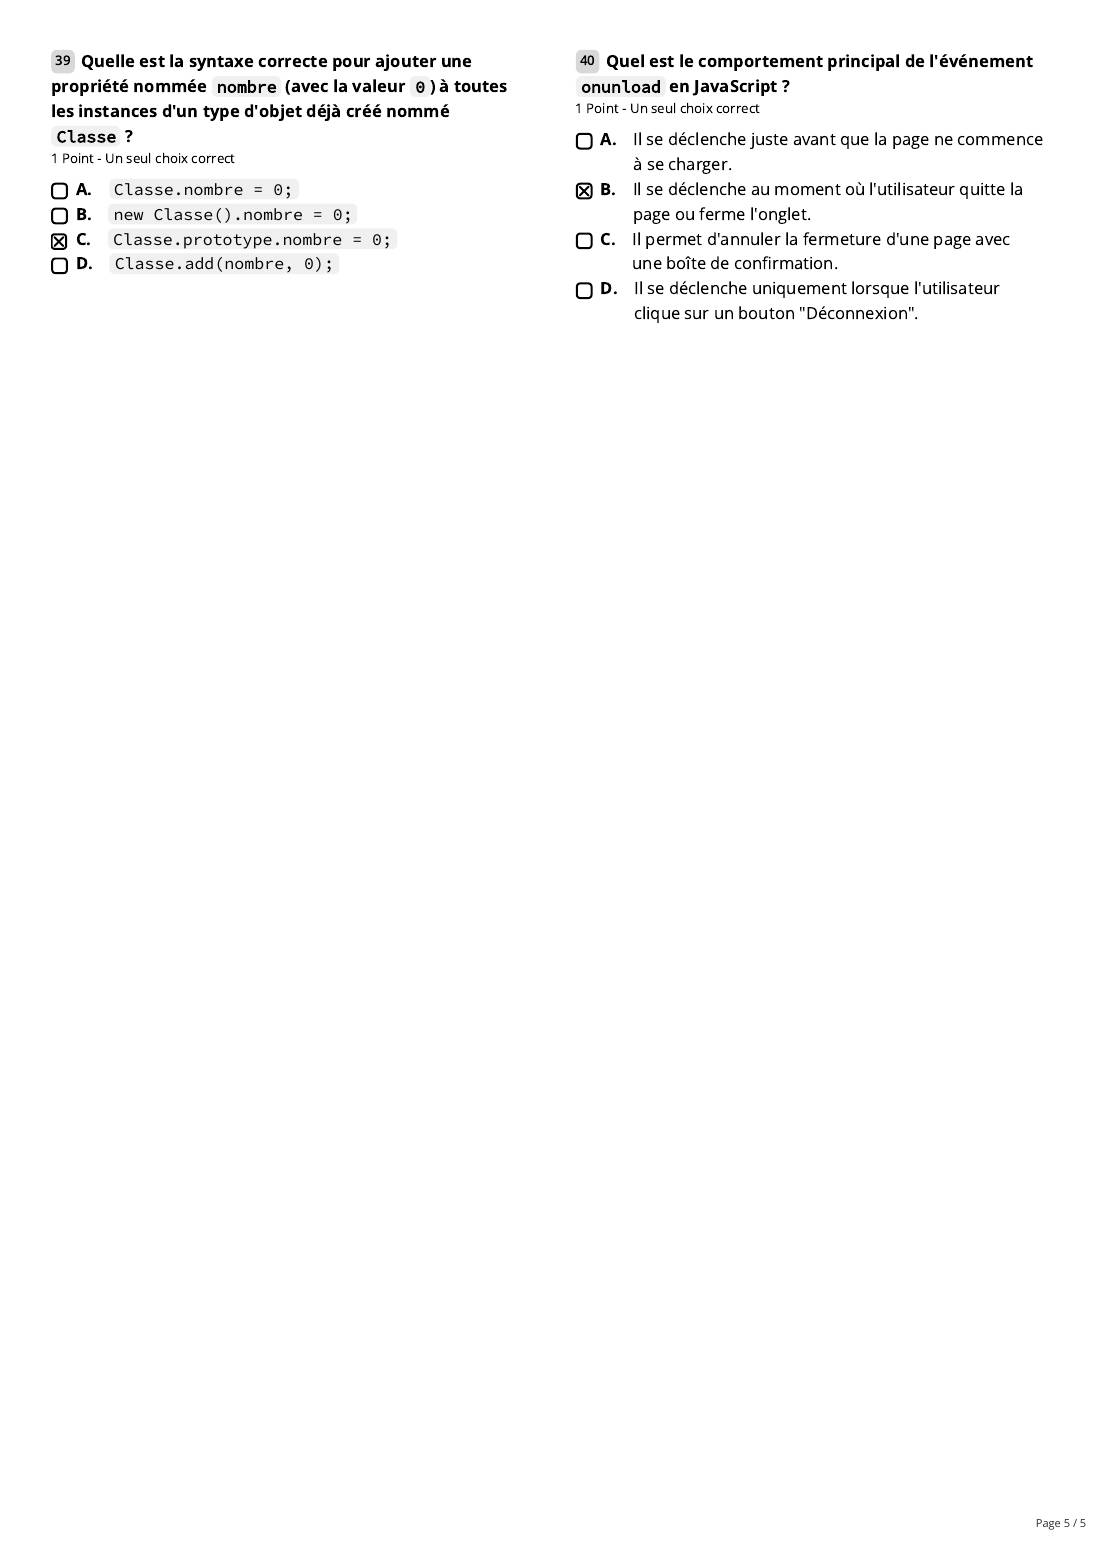 39 Quelle est la syntaxe correcte pour ajouter une
propriété nommée nombre (avec la valeur 0) à toutes
les instances d'un type d'objet déjà créé nommé
Classe ?
1 Point - Un seul choix correct
A. Classe.nombre = 0;
B. new Classe().nombre = 0;
C. Classe.prototype.nombre = 0;
D. Classe.add(nombre, 0);
40 Quel est le comportement principal de l'événement
onunload en JavaScript ?
1 Point - Un seul choix correct
A. Il se déclenche juste avant que la page ne commence
à se charger.
B. Il se déclenche au moment où l'utilisateur quitte la
page ou ferme l'onglet.
C. Il permet d'annuler la fermeture d'une page avec
une boîte de confirmation.
D. Il se déclenche uniquement lorsque l'utilisateur
clique sur un bouton "Déconnexion".
Page 5 / 5